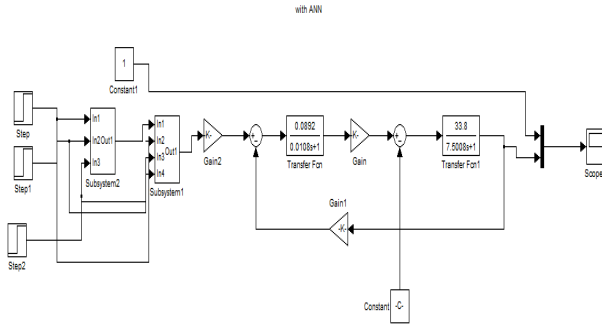 with ANN
1
Constant1
Step
Step1
Step2
In1
In2
In3
Out1
Subsystem2
In1
In2
In3
In4
Out1
Subsystem1
-K-
Gain2
0.0892
0.0108s+1
Transfer Fcn
-K-
Gain
33.8
7.5008s+1
Transfer Fcn1
Scope
Gain1
-K-
Constant
-C-